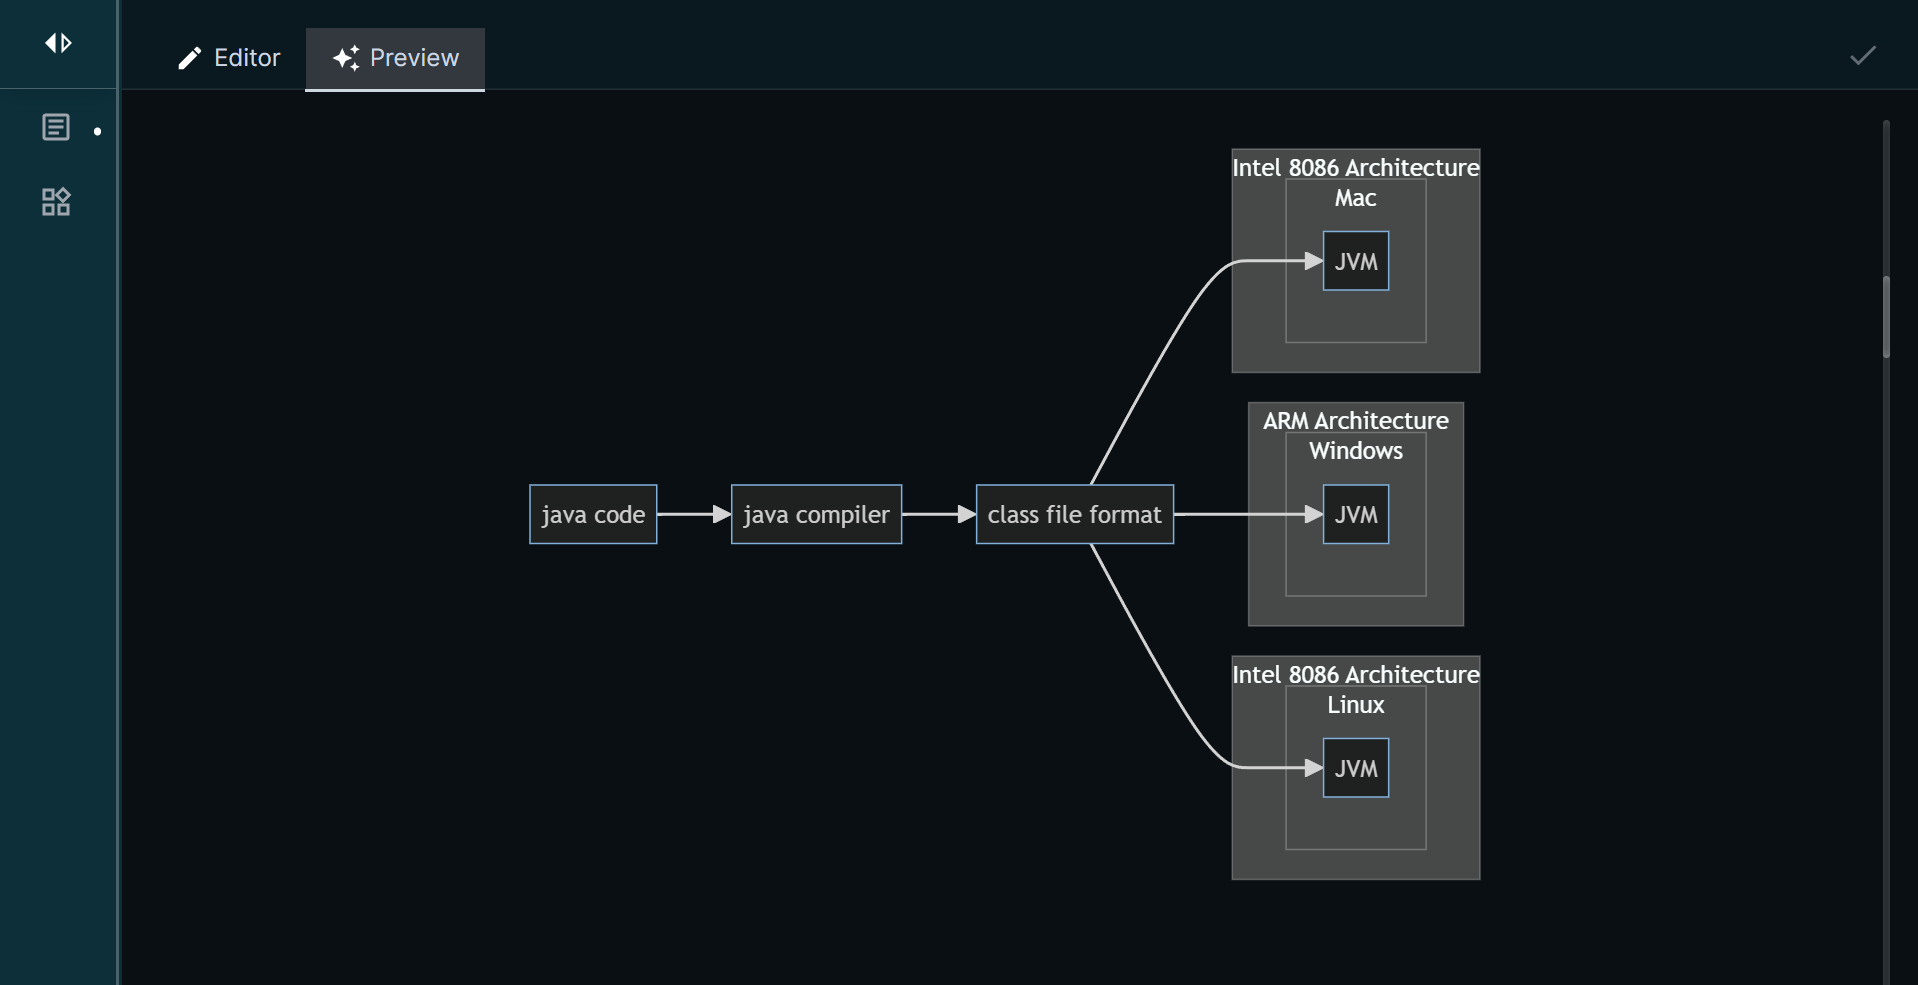 Editor
Preview
Intel 8086 Architecture
Mac
JVM
ARM Architecture
Windows
java code
java compiler
class file format
JVM
Intel 8086 Architecture
Linux
JVM